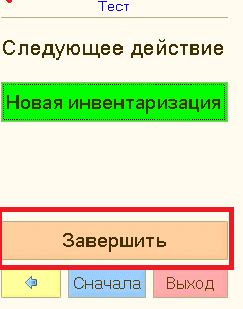 Тест
Следующее действие
Новая инвентаризация
Завершить
Сначала Выход